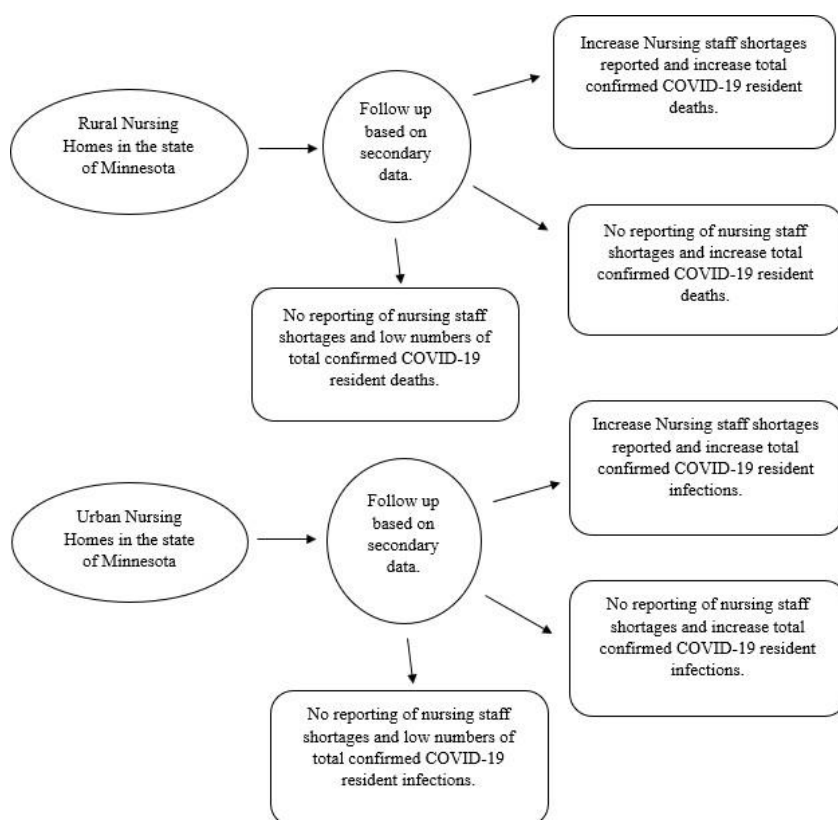 Increase Nursing staff shortages
reported and increase total
confirmed COVID-19 resident
deaths.
Rural Nursing
Homes in the state
of Minnesota
Follow up
based on
secondary
data.
No reporting of nursing staff
shortages and increase total
confirmed COVID-19 resident
deaths.
No reporting of nursing staff
shortages and low numbers of
total confirmed COVID-19
resident deaths.
Increase Nursing staff shortages
reported and increase total
confirmed COVID-19 resident
infections.
Urban Nursing
Homes in the state
of Minnesota
Follow up
based on
secondary
data.
No reporting of nursing staff
shortages and increase total
confirmed COVID-19 resident
infections.
No reporting of nursing staff
shortages and low numbers of
total confirmed COVID-19
resident infections.